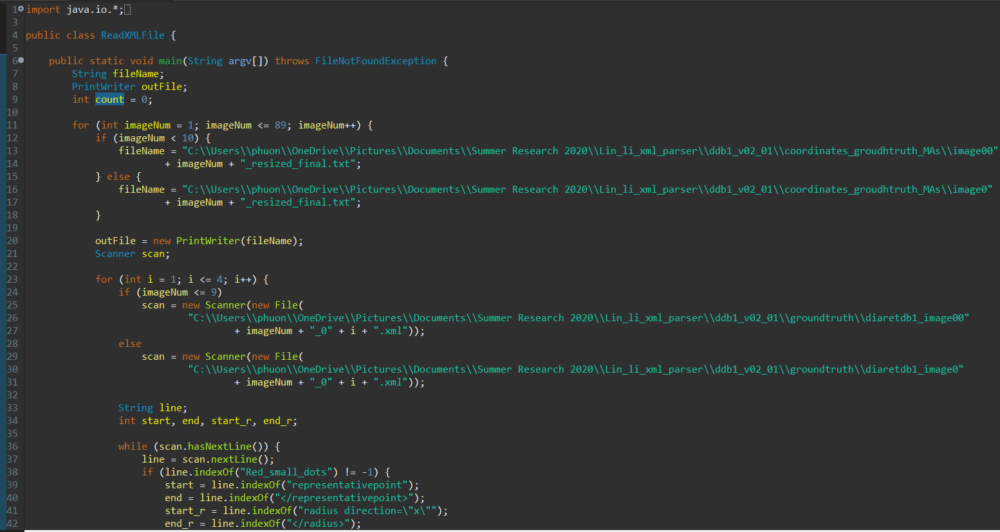 1 import java.io.*;
3
4 public class ReadXMLFile {
5
6     public static void main(String argv[]) throws FileNotFoundException {
7         String fileName;
8         PrintWriter outFile;
9         int count = 0;
10
11         for (int imageNum = 1; imageNum <= 89; imageNum++) {
12             if (imageNum < 10) {
13                 fileName = "C:\\Users\\phuon\\OneDrive\\Pictures\\Documents\\Summer Research 2020\\Lin_li_xml_parser\\ddb1_v02_01\\coordinates_groudhtruth_MAs\\image00"
14                         + imageNum + "_resized_final.txt";
15             } else {
16                 fileName = "C:\\Users\\phuon\\OneDrive\\Pictures\\Documents\\Summer Research 2020\\Lin_li_xml_parser\\ddb1_v02_01\\coordinates_groudhtruth_MAs\\image0"
17                         + imageNum + "_resized_final.txt";
18             }
19
20             outFile = new PrintWriter(fileName);
21             Scanner scan;
22
23             for (int i = 1; i <= 4; i++) {
24                 if (imageNum <= 9)
25                     scan = new Scanner(new File(
26                             "C:\\Users\\phuon\\OneDrive\\Pictures\\Documents\\Summer Research 2020\\Lin_li_xml_parser\\ddb1_v02_01\\groundtruth\\diaretdb1_image00"
27                                     + imageNum + "_0" + i + ".xml"));
28                 else
29                     scan = new Scanner(new File(
30                             "C:\\Users\\phuon\\OneDrive\\Pictures\\Documents\\Summer Research 2020\\Lin_li_xml_parser\\ddb1_v02_01\\groundtruth\\diaretdb1_image0"
31                                     + imageNum + "_0" + i + ".xml"));
32
33                 String line;
34                 int start, end, start_r, end_r;
35
36                 while (scan.hasNextLine()) {
37                     line = scan.nextLine();
38                     if (line.indexOf("Red_small_dots") != -1) {
39                         start = line.indexOf("representativepoint");
40                         end = line.indexOf("</representativepoint>");
41                         start_r = line.indexOf("radius direction=\"x\"");
42                         end_r = line.indexOf("</radius>");